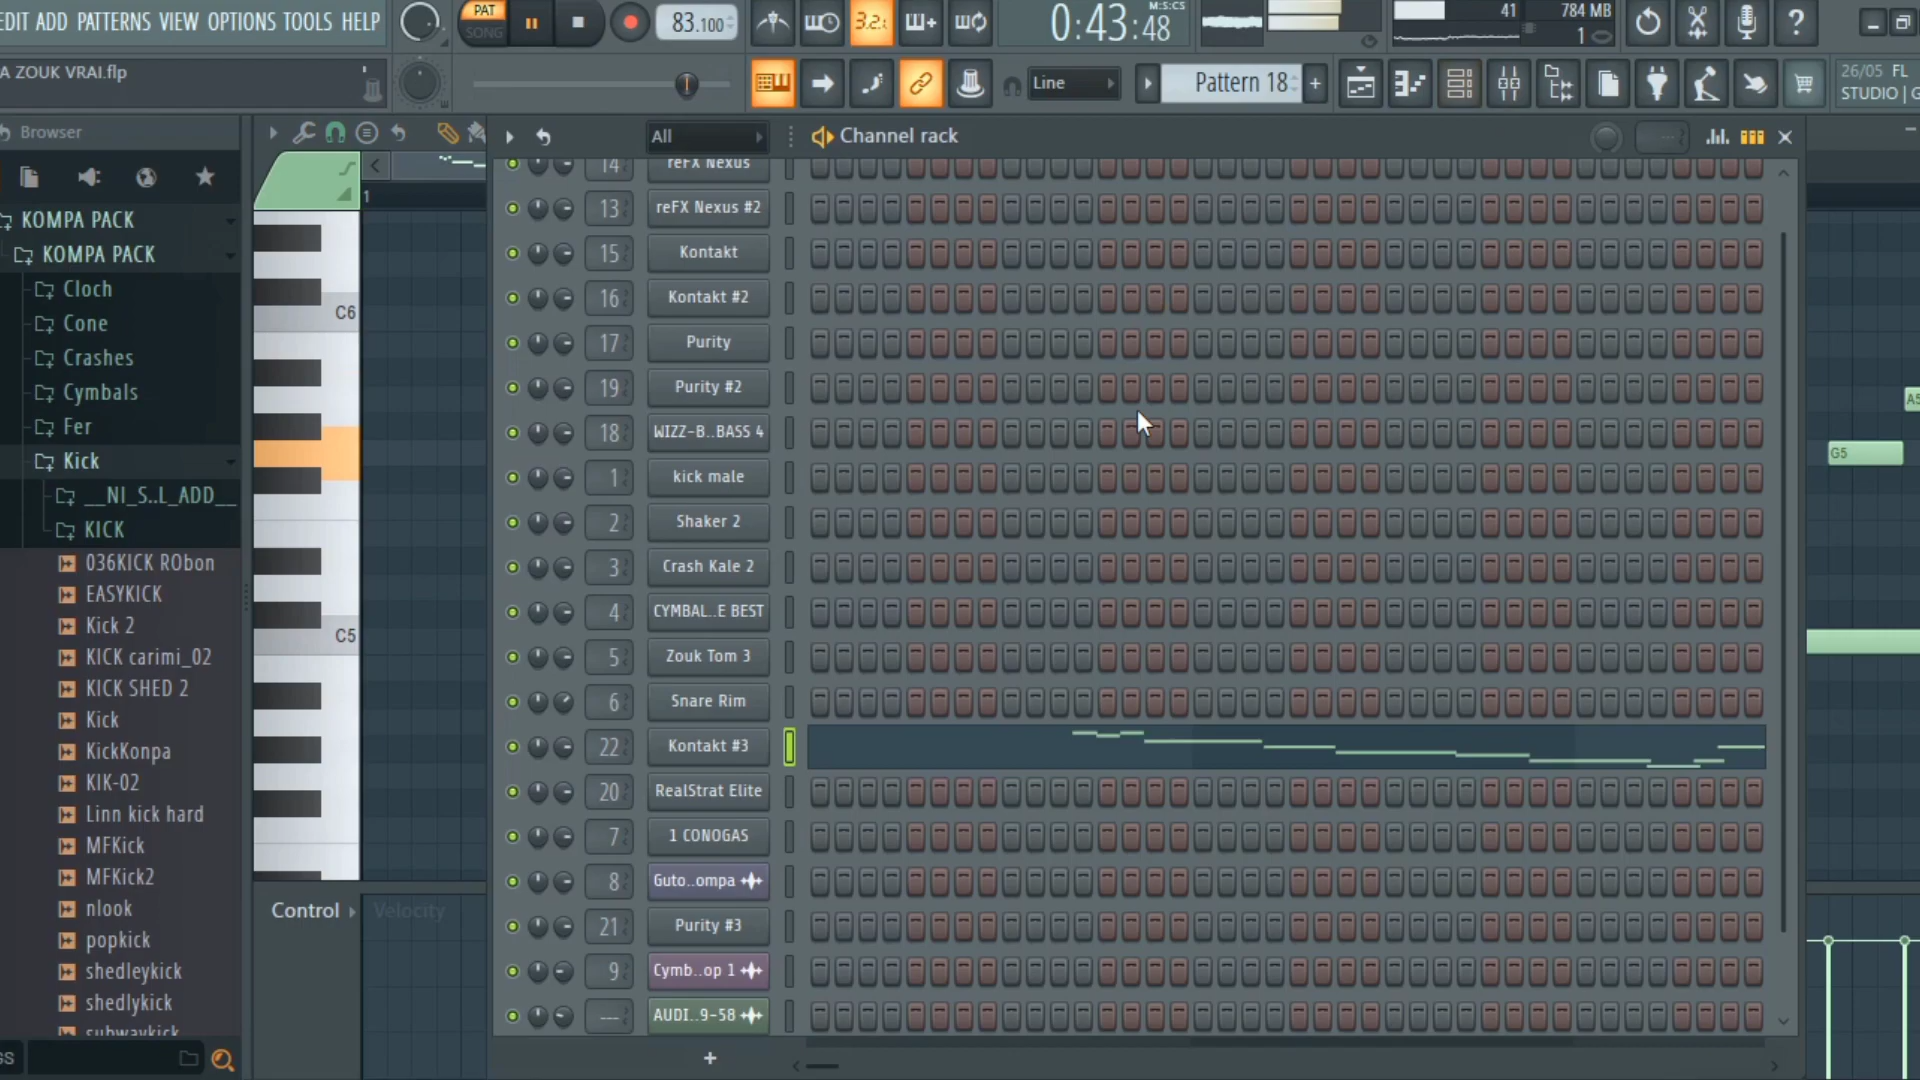 EDIT ADD PATTERNS VIEW OPTIONS TOOLS HELP
PAT
SONG
83.100
3.2.
0:43:48
M:S:CS
41
784 MB
1
A ZOUK VRAI.flp
Line
Pattern 18
26/05 FL
STUDIO | G
Browser
All
Channel rack
KOMPA PACK
KOMPA PACK
Cloch
Cone
Crashes
Cymbals
Fer
Kick
__NI_S..L_ADD__
KICK
036KICK RObon
EASYKICK
Kick 2
KICK carimi_02
KICK SHED 2
Kick
KickKonpa
KIK-02
Linn kick hard
MFKick
MFKick2
nlook
popkick
shedleykick
shedlykick
subwaykick
1
C6
C5
Control
Velocity
14 reFX Nexus
13 reFX Nexus #2
15 Kontakt
16 Kontakt #2
17 Purity
19 Purity #2
18 WIZZ-B..BASS 4
1 kick male
2 Shaker 2
3 Crash Kale 2
4 CYMBAL..E BEST
5 Zouk Tom 3
6 Snare Rim
22 Kontakt #3
20 RealStrat Elite
7 1 CONOGAS
8 Guto..ompa
21 Purity #3
9 Cymb..op 1
--- AUDI..9-58
A5
G5